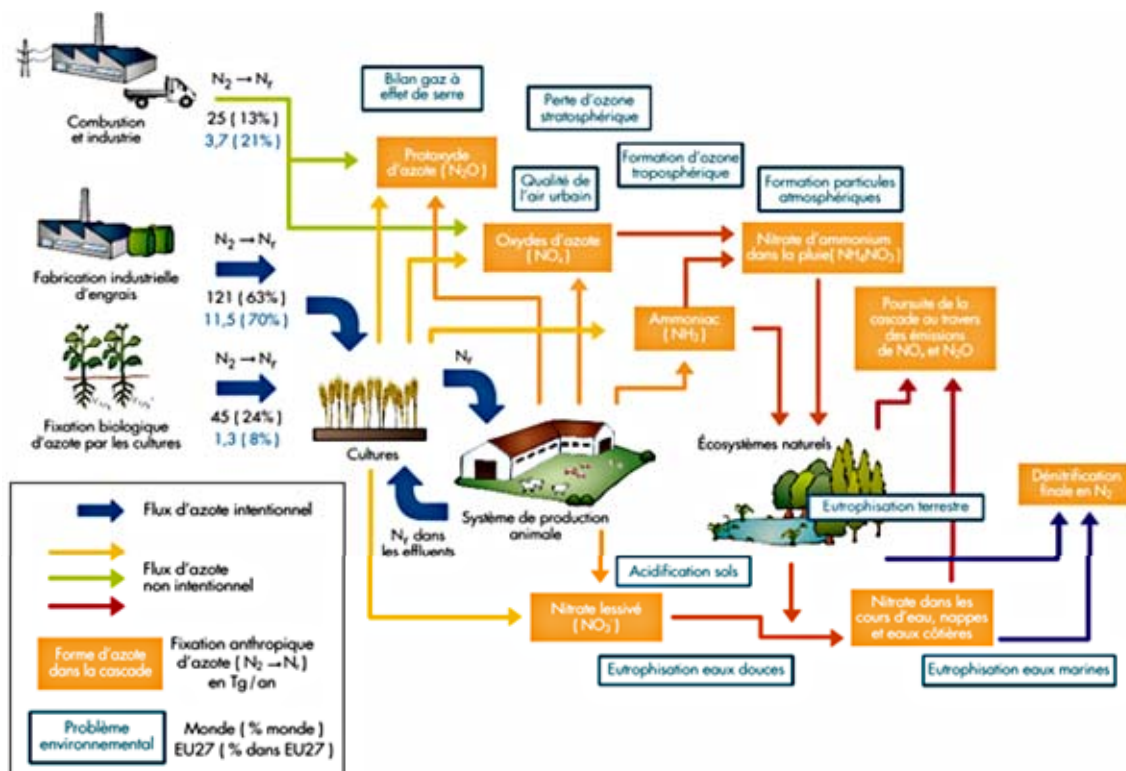 N₂ → Nᵣ
25 (13%)
3,7 (21%)
Combustion
et industrie
Bilan gaz à
effet de serre
Perte d'ozone
stratosphérique
Protoxyde
d'azote (N₂O)
Formation d'ozone
troposphérique
Qualité de
l'air urbain
Formation particules
atmosphériques
Oxydes d'azote
(NOₓ)
Nitrate d'ammonium
dans la pluie(NH₄NO₃)
N₂ → Nᵣ
Fabrication industrielle
d'engrais
121 (63%)
11,5 (70%)
Ammoniac
(NH₃)
Poursuite de la
cascade au travers
des émissions
de NOₓ et N₂O
N₂ → Nᵣ
45 (24%)
1,3 (8%)
Fixation biologique
d'azote par les cultures
Nᵣ
Cultures
Écosystèmes naturels
Dénitrification
finale en N₂
Eutrophisation terrestre
Système de production
animale
Nᵣ dans
les effluents
Acidification sols
Nitrate lessivé
(NO₃⁻)
Nitrate dans les
cours d'eau, nappes
et eaux côtières
Eutrophisation eaux douces
Eutrophisation eaux marines
Flux d'azote intentionnel
Flux d'azote
non intentionnel
Forme d'azote
dans la cascade
Fixation anthropique
d'azote (N₂→Nᵣ)
en Tg/an
Problème
environnemental
Monde (% monde)
EU27 (% dans EU27)